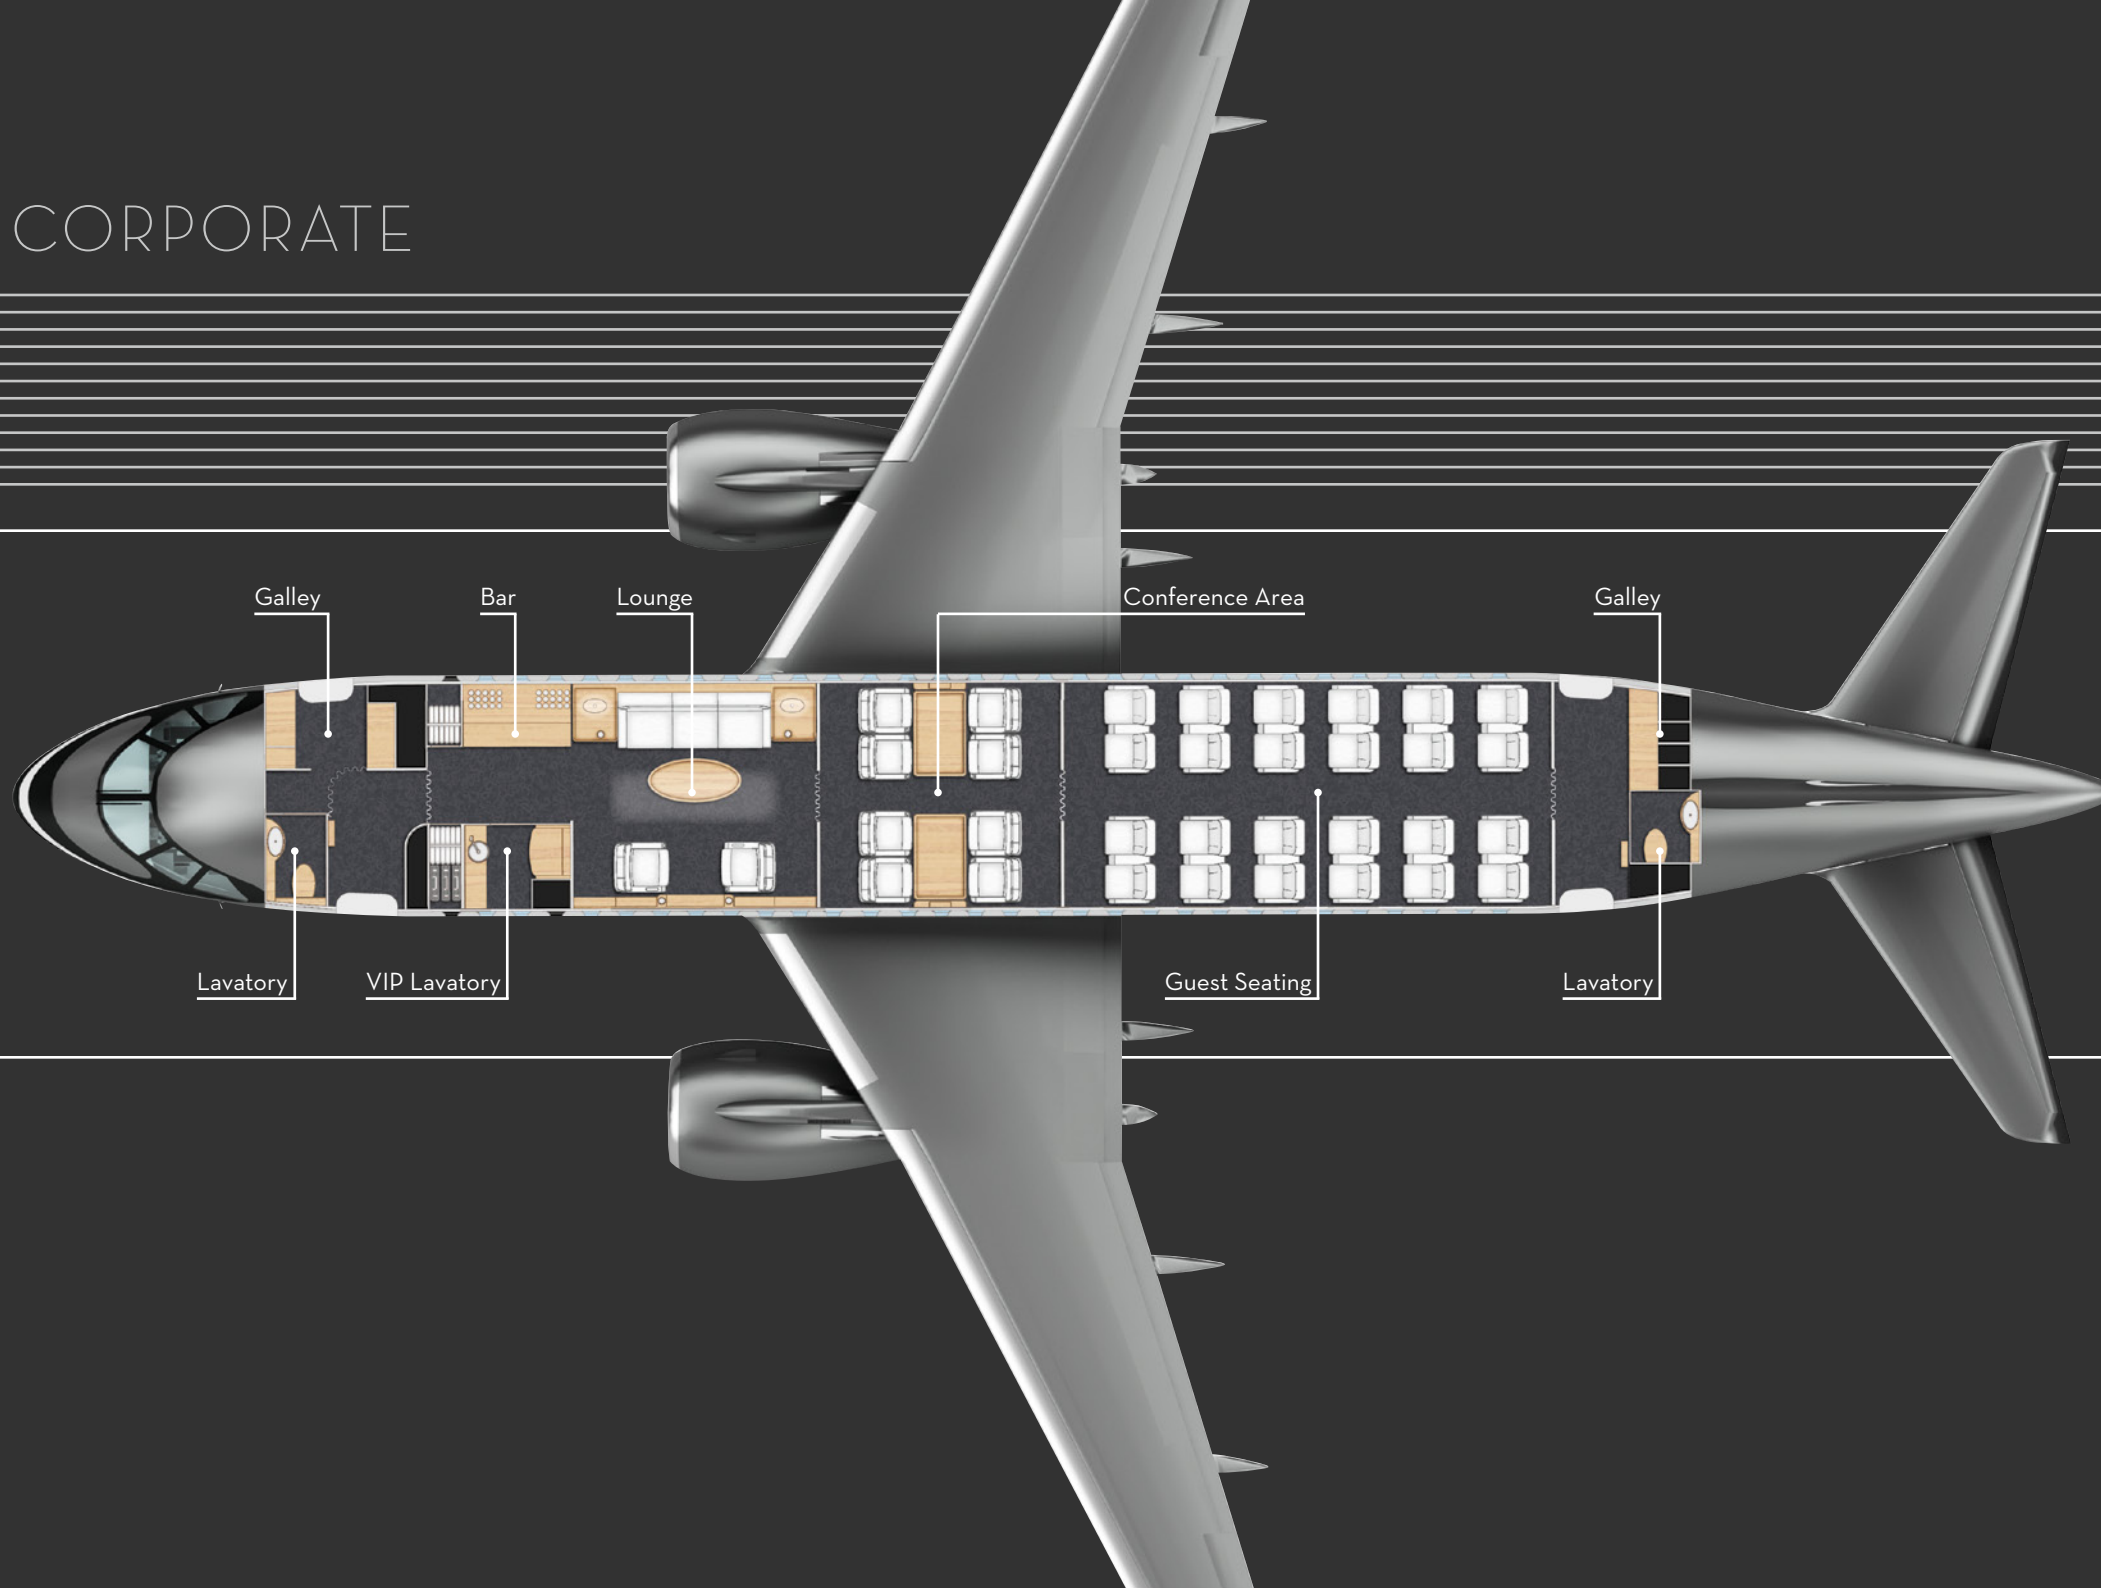 CORPORATE
Galley
Bar
Lounge
Conference Area
Galley
Lavatory
VIP Lavatory
Guest Seating
Lavatory